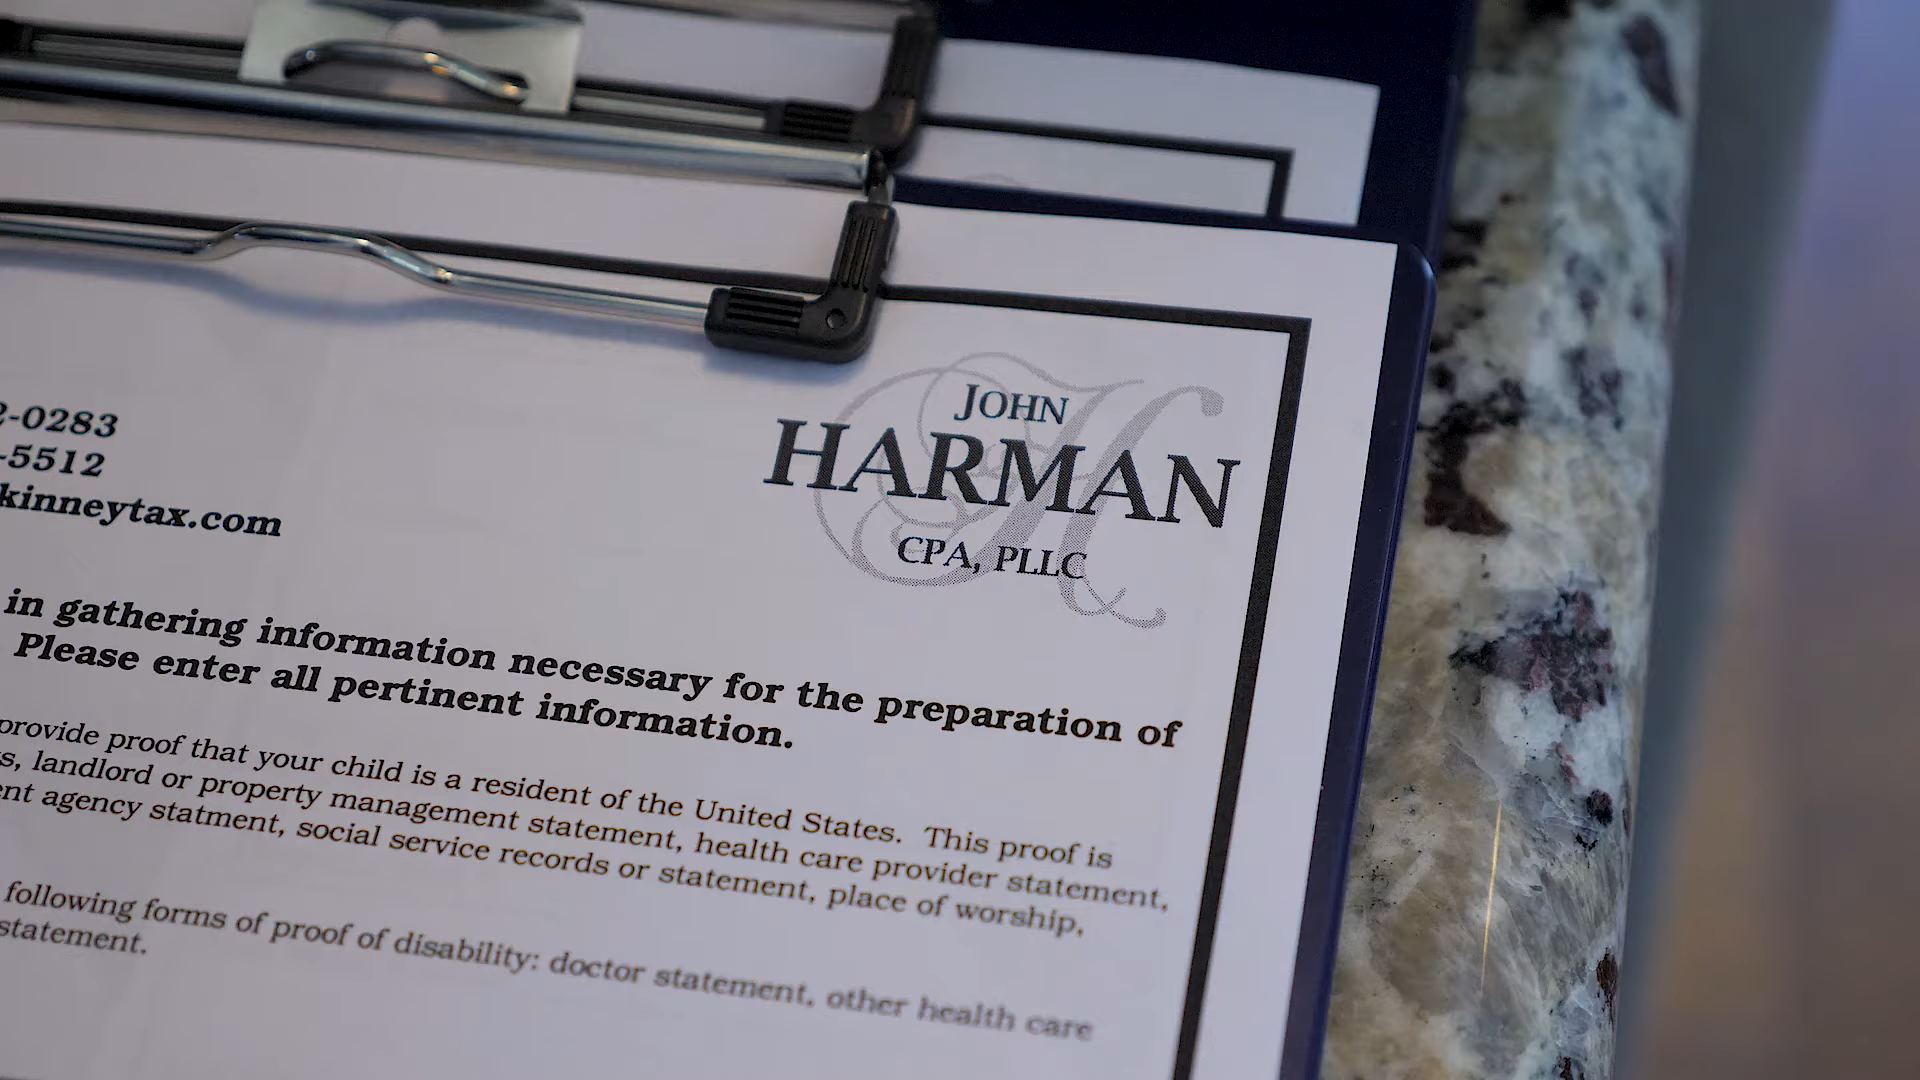 JOHN
HARMAN
CPA, PLLC
2-0283
-5512
kinneytax.com
in gathering information necessary for the preparation of
Please enter all pertinent information.
provide proof that your child is a resident of the United States. This proof is
s, landlord or property management statement, health care provider statement,
ent agency statment, social service records or statement, place of worship,
following forms of proof of disability: doctor statement, other health care
statement.